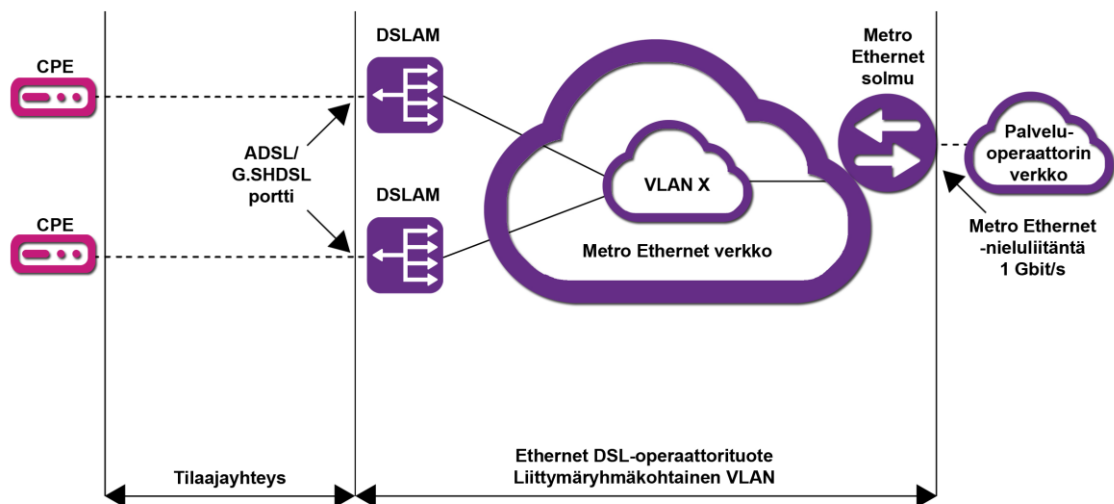 CPE
DSLAM
Metro
Ethernet
solmu
ADSL/
G.SHDSL
portti
VLAN X
Palvelu-
operaattorin
verkko
CPE
DSLAM
Metro Ethernet verkko
Metro Ethernet
-nieluliitäntä
1 Gbit/s
Tilaajayhteys
Ethernet DSL-operaattorituote
Liittymäryhmäkohtainen VLAN